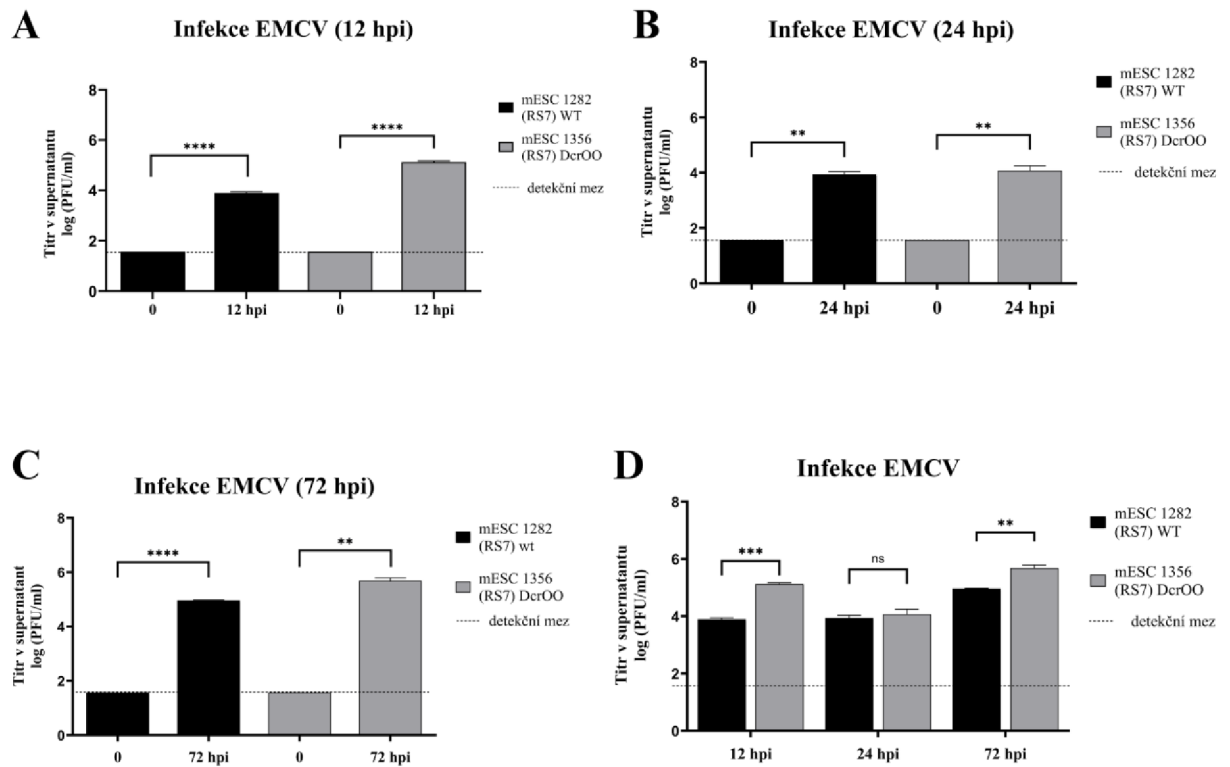 A
Infekce EMCV (12 hpi)
Titr v supernatantu
log (PFU/ml)
8
6
4
2
0
****
****
0
12 hpi
0
12 hpi
mESC 1282
(RS7) WT
mESC 1356
(RS7) DcrOO
detekční mez
B
Infekce EMCV (24 hpi)
Titr v supernatantu
log (PFU/ml)
8
6
4
2
0
**
**
0
24 hpi
0
24 hpi
mESC 1282
(RS7) WT
mESC 1356
(RS7) DcrOO
detekční mez
C
Infekce EMCV (72 hpi)
Titr v supernatant
log (PFU/ml)
8
6
4
2
0
****
**
0
72 hpi
0
72 hpi
mESC 1282
(RS7) wt
mESC 1356
(RS7) DcrOO
detekční mez
D
Infekce EMCV
Titr v supernatantu
log (PFU/ml)
8
6
4
2
0
***
ns
**
12 hpi
24 hpi
72 hpi
mESC 1282
(RS7) WT
mESC 1356
(RS7) DcrOO
detekční mez